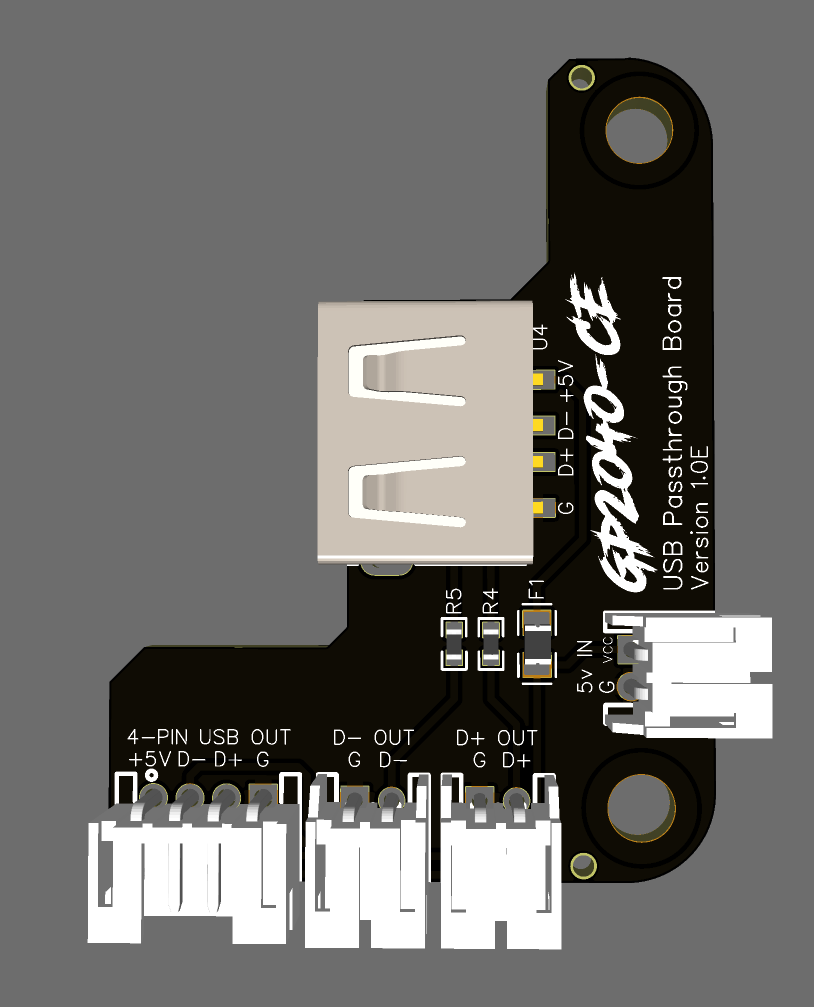 U4
+5V
D-
D+
G
GP2040-CE
USB Passthrough Board
Version 1.0E
R5
R4
F1
5v IN
VCC
G
4-PIN USB OUT
+5V D- D+ G
D- OUT
G D-
D+ OUT
G D+